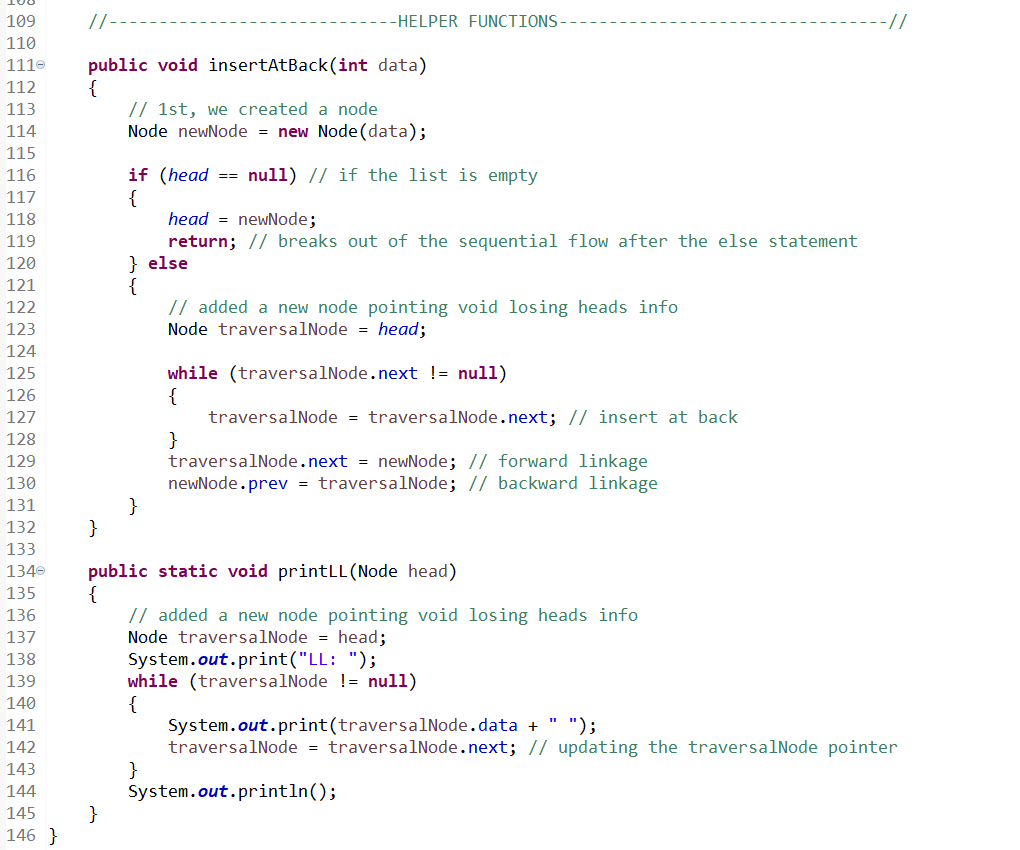 108
109 //-----------------------------HELPER FUNCTIONS---------------------------------//
110
111 public void insertAtBack(int data)
112 {
113 // 1st, we created a node
114 Node newNode = new Node(data);
115
116 if (head == null) // if the list is empty
117 {
118 head = newNode;
119 return; // breaks out of the sequential flow after the else statement
120 } else
121 {
122 // added a new node pointing void losing heads info
123 Node traversalNode = head;
124
125 while (traversalNode.next != null)
126 {
127 traversalNode = traversalNode.next; // insert at back
128 }
129 traversalNode.next = newNode; // forward linkage
130 newNode.prev = traversalNode; // backward linkage
131 }
132 }
133
134 public static void printLL(Node head)
135 {
136 // added a new node pointing void losing heads info
137 Node traversalNode = head;
138 System.out.print("LL: ");
139 while (traversalNode != null)
140 {
141 System.out.print(traversalNode.data + " ");
142 traversalNode = traversalNode.next; // updating the traversalNode pointer
143 }
144 System.out.println();
145 }
146 }